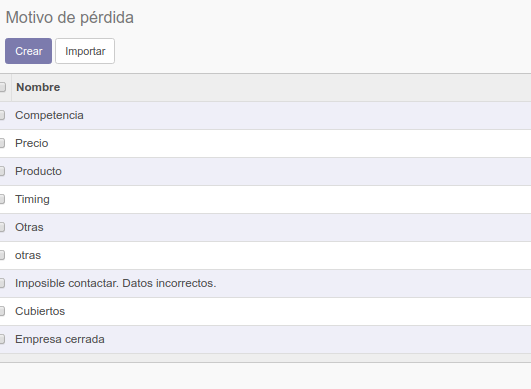 Motivo de pérdida
Crear Importar
Nombre
Competencia
Precio
Producto
Timing
Otras
otras
Imposible contactar. Datos incorrectos.
Cubiertos
Empresa cerrada